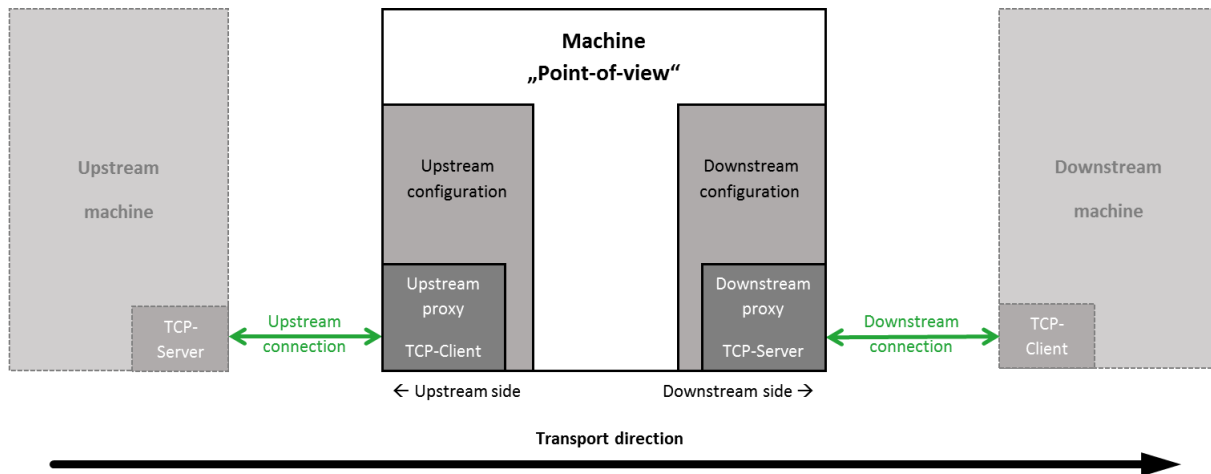 Machine
„Point-of-view“
Upstream
machine
TCP-
Server
Upstream
connection
Upstream
configuration
Upstream
proxy
TCP-Client
Downstream
configuration
Downstream
proxy
TCP-Server
Downstream
connection
Downstream
machine
TCP-
Client
← Upstream side
Downstream side →
Transport direction